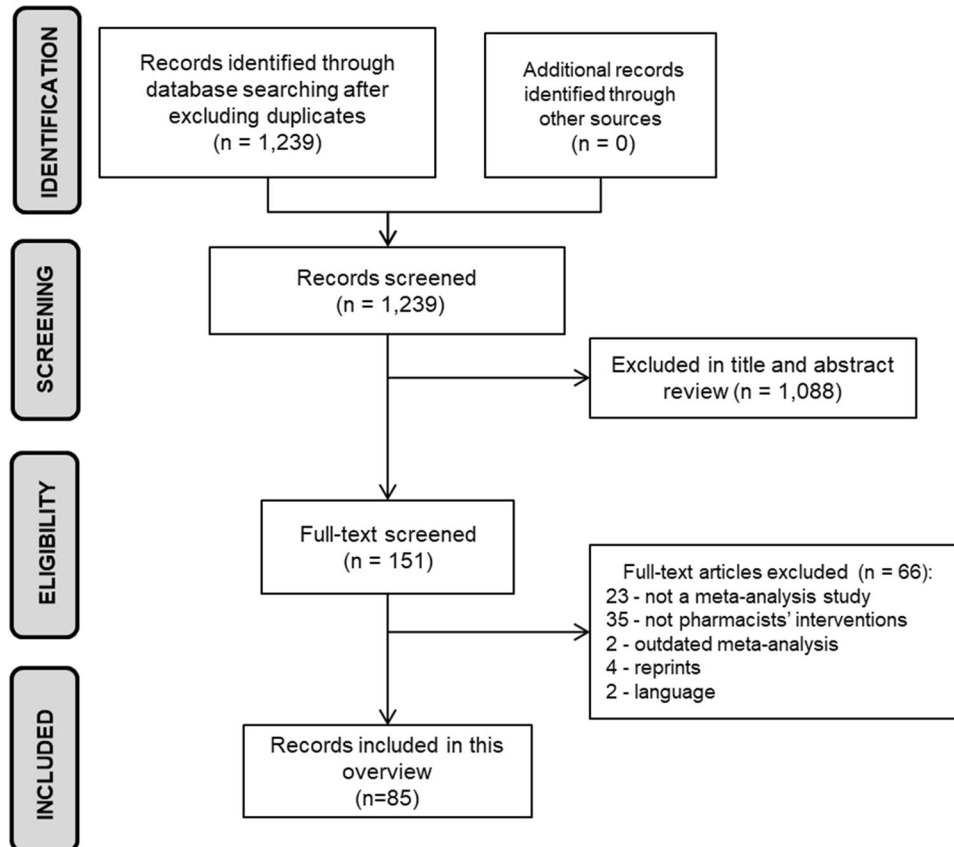 IDENTIFICATION
Records identified through
database searching after
excluding duplicates
(n = 1,239)
Additional records
identified through
other sources
(n = 0)
SCREENING
Records screened
(n = 1,239)
Excluded in title and abstract
review (n = 1,088)
ELIGIBILITY
Full-text screened
(n = 151)
Full-text articles excluded (n = 66):
23 - not a meta-analysis study
35 - not pharmacists' interventions
2 - outdated meta-analysis
4 - reprints
2 - language
INCLUDED
Records included in this
overview
(n=85)